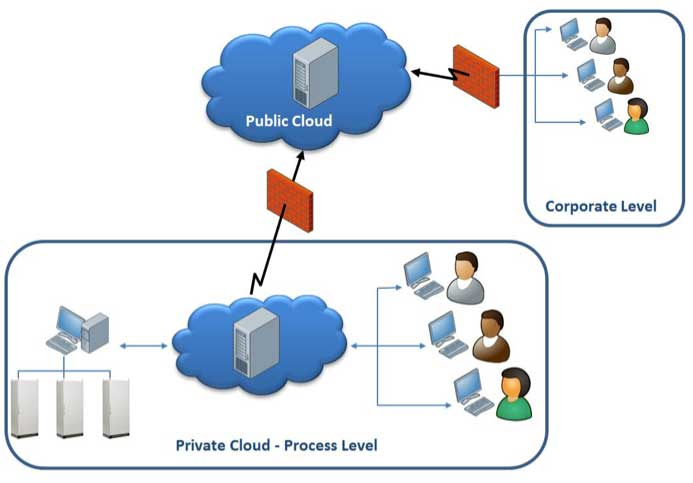 Public Cloud
Corporate Level
Private Cloud - Process Level